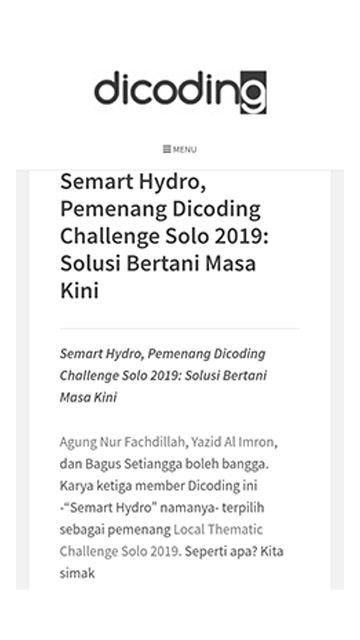 dicoding
MENU
Semart Hydro,
Pemenang Dicoding
Challenge Solo 2019:
Solusi Bertani Masa
Kini
Semart Hydro, Pemenang Dicoding
Challenge Solo 2019: Solusi Bertani
Masa Kini
Agung Nur Fachdillah, Yazid Al Imron,
dan Bagus Setiangga boleh bangga.
Karya ketiga member Dicoding ini
-“Semart Hydro” namanya- terpilih
sebagai pemenang Local Thematic
Challenge Solo 2019. Seperti apa? Kita
simak